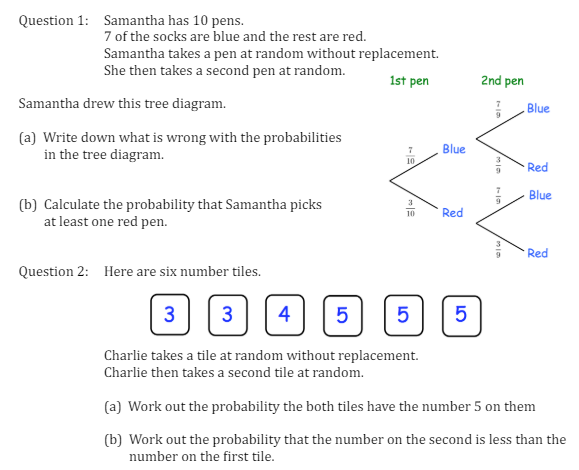 Question 1: Samantha has 10 pens.
7 of the socks are blue and the rest are red.
Samantha takes a pen at random without replacement.
She then takes a second pen at random.
1st pen 2nd pen
Samantha drew this tree diagram.
(a) Write down what is wrong with the probabilities
in the tree diagram.
7/10 Blue
3/10 Red
7/9 Blue
3/9 Red
7/9 Blue
3/9 Red
(b) Calculate the probability that Samantha picks
at least one red pen.
Question 2: Here are six number tiles.
3 3 4 5 5 5
Charlie takes a tile at random without replacement.
Charlie then takes a second tile at random.
(a) Work out the probability the both tiles have the number 5 on them
(b) Work out the probability that the number on the second is less than the
number on the first tile.